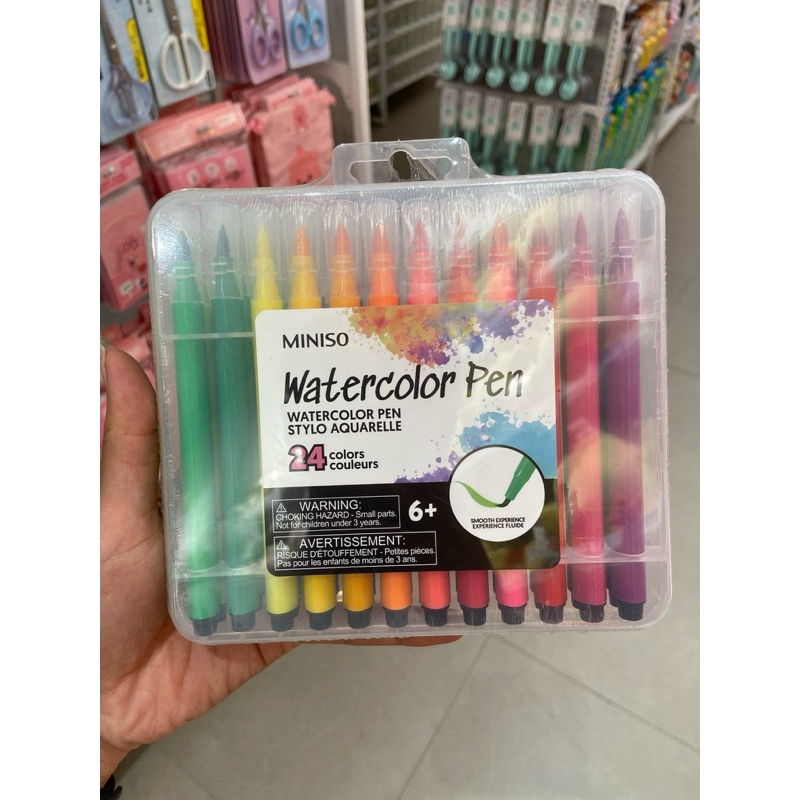 MINISO
Watercolor Pen
WATERCOLOR PEN
STYLO AQUARELLE
24 colors
couleurs
⚠ WARNING:
CHOKING HAZARD - Small parts.
Not for children under 3 years.
6+
⚠ AVERTISSEMENT:
RISQUE D'ÉTOUFFEMENT - Petites pièces.
Pas pour les enfants de moins de 3 ans.
SMOOTH EXPERIENCE
EXPÉRIENCE FLUIDE